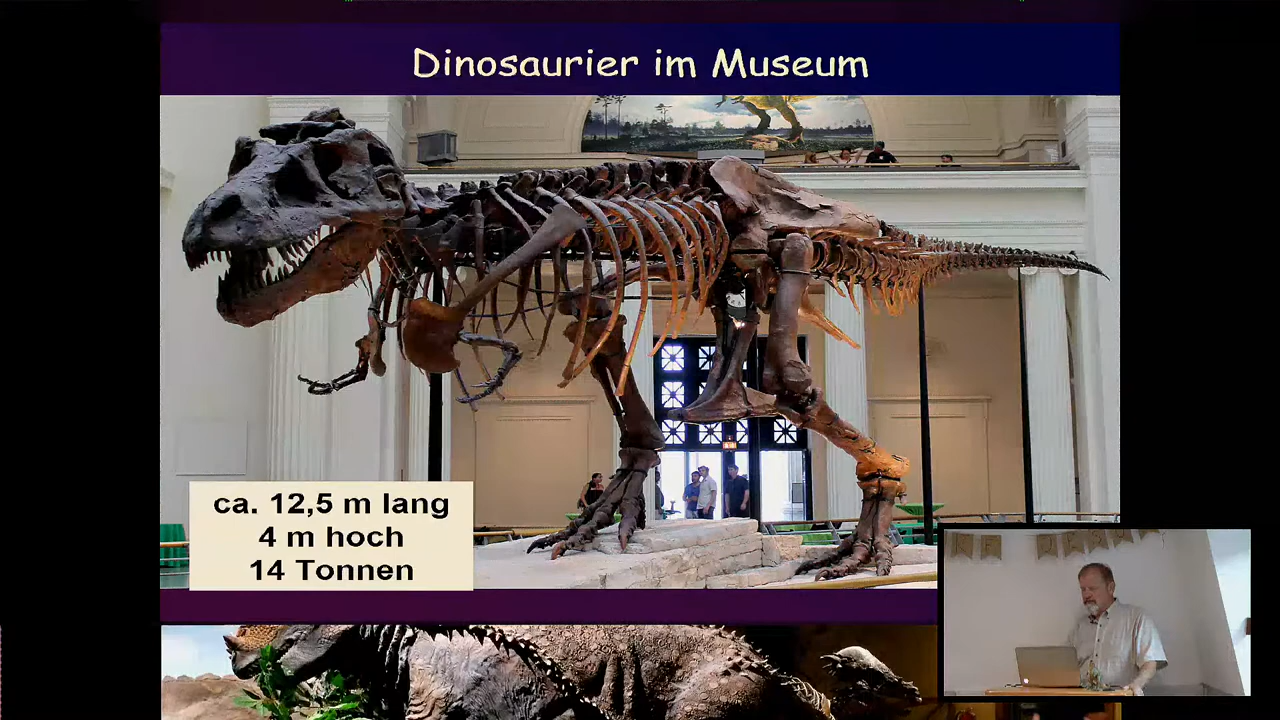 Dinosaurier im Museum
ca. 12,5 m lang
4 m hoch
14 Tonnen